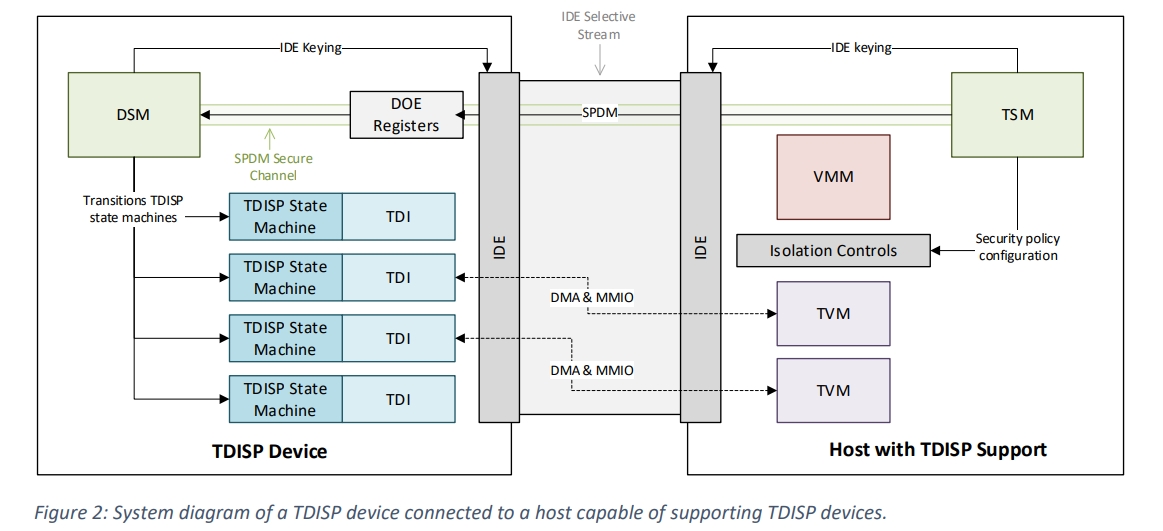 IDE Selective
Stream
IDE Keying
IDE keying
DSM
DOE
Registers
SPDM
TSM
SPDM Secure
Channel
VMM
Transitions TDISP
state machines
TDISP State
Machine
TDI
IDE
IDE
Isolation Controls
Security policy
configuration
TDISP State
Machine
TDI
DMA & MMIO
TVM
TDISP State
Machine
TDI
DMA & MMIO
TVM
TDISP State
Machine
TDI
TDISP Device
Host with TDISP Support
Figure 2: System diagram of a TDISP device connected to a host capable of supporting TDISP devices.